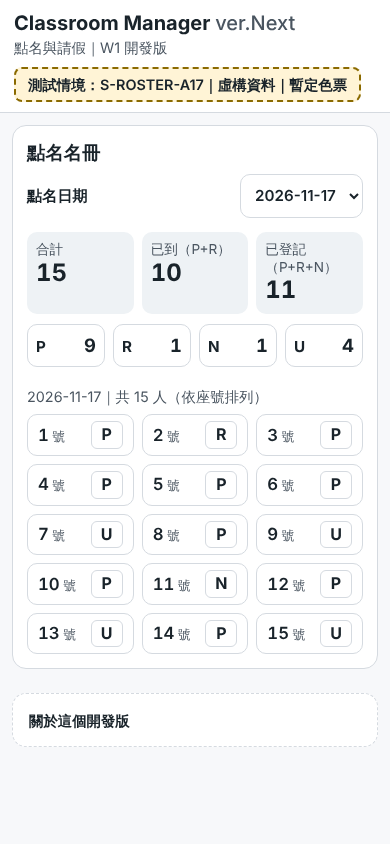 Classroom Manager ver.Next
點名與請假｜W1 開發版
測試情境：S-ROSTER-A17｜虛構資料｜暫定色票
點名名冊
點名日期 2026-11-17
合計 已到（P+R） 已登記（P+R+N）
15 10 11
P 9 R 1 N 1 U 4
2026-11-17｜共 15 人（依座號排列）
1 號 P 2 號 R 3 號 P
4 號 P 5 號 P 6 號 P
7 號 U 8 號 P 9 號 U
10 號 P 11 號 N 12 號 P
13 號 U 14 號 P 15 號 U
關於這個開發版